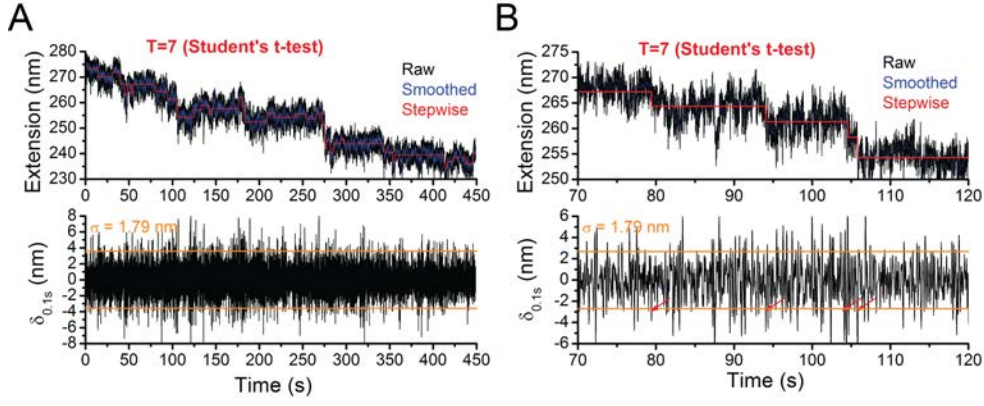 A
B
T=7 (Student's t-test)
Raw
Smoothed
Stepwise
Extension (nm)
280
270
260
250
240
230
0 50 100 150 200 250 300 350 400 450
T=7 (Student's t-test)
Raw
Smoothed
Stepwise
Extension (nm)
275
270
265
260
255
250
70 80 90 100 110 120
σ = 1.79 nm
δ0.1s (nm)
8
6
4
2
0
-2
-4
-6
-8
0 50 100 150 200 250 300 350 400 450
Time (s)
σ = 1.79 nm
δ0.1s (nm)
6
4
2
0
-2
-4
-6
70 80 90 100 110 120
Time (s)